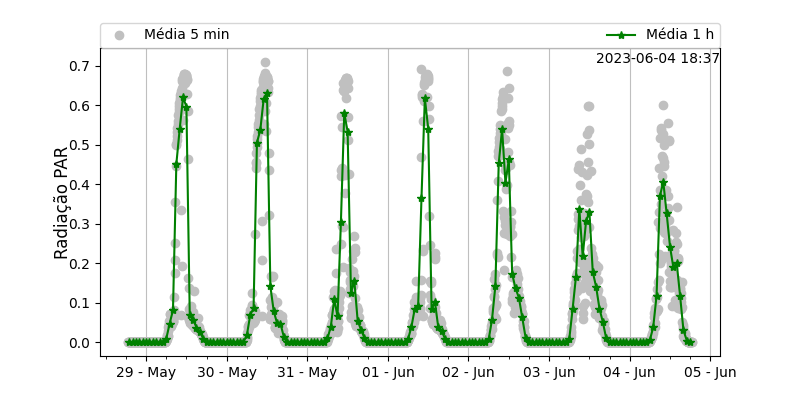 Média 5 min
Média 1 h
2023-06-04 18:37
Radiação PAR
0.7
0.6
0.5
0.4
0.3
0.2
0.1
0.0
29 - May
30 - May
31 - May
01 - Jun
02 - Jun
03 - Jun
04 - Jun
05 - Jun